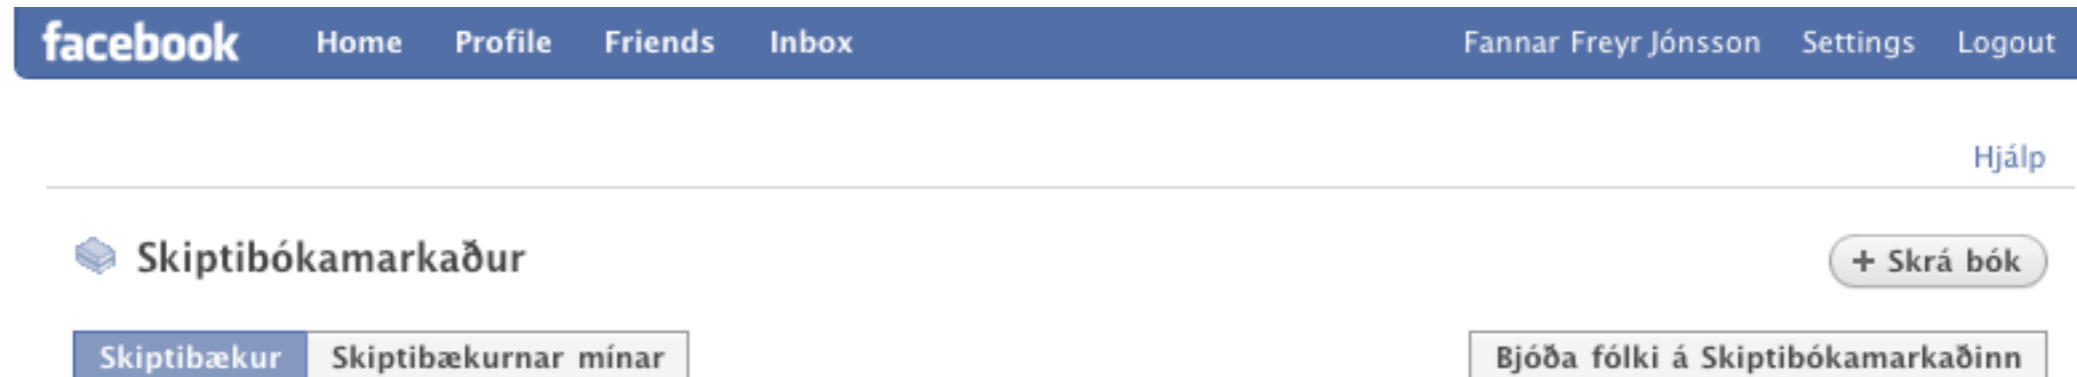 facebook Home Profile Friends Inbox Fannar Freyr Jónsson Settings Logout
Hjálp
Skiptibókamarkaður + Skrá bók
Skiptibækur Skiptibækurnar mínar Bjóða fólki á Skiptibókamarkaðinn